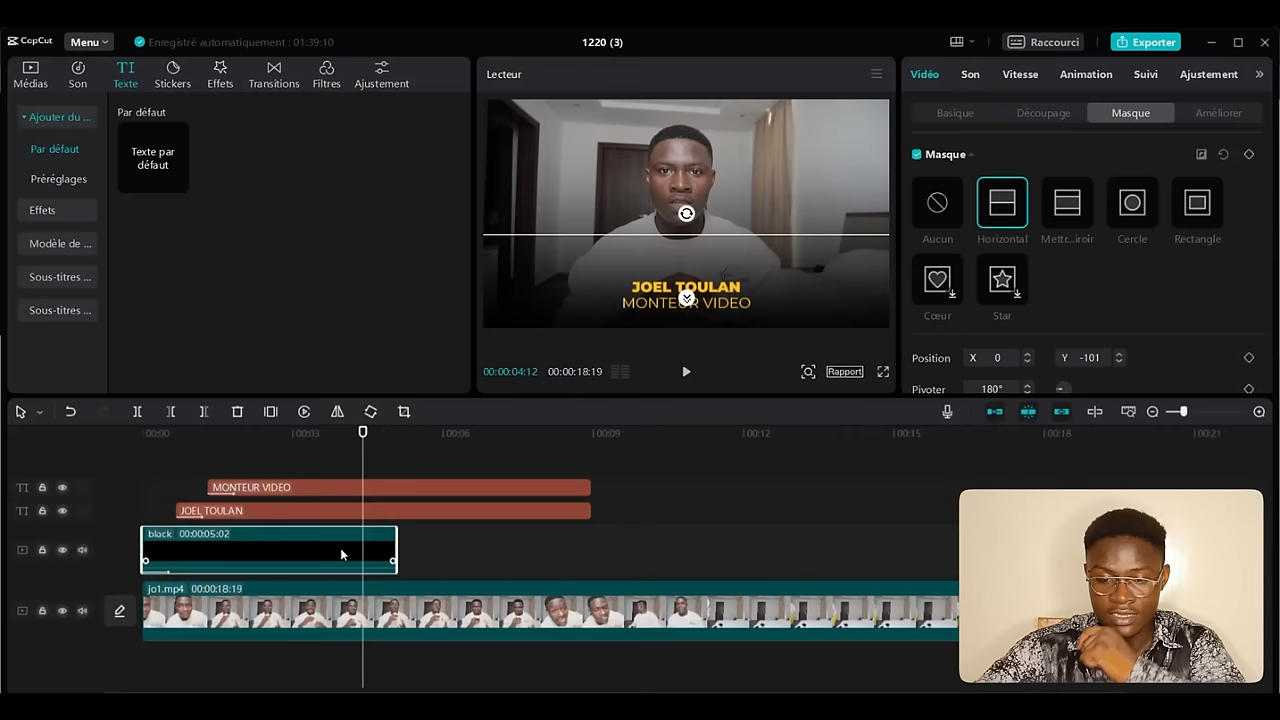 CapCut
Menu
Enregistré automatiquement : 01:39:10
1220 (3)
Raccourci
Exporter
Médias
Son
TI
Texte
Stickers
Effets
Transitions
Filtres
Ajustement
Ajouter du ...
Par défaut
Préréglages
Effets
Modèle de ...
Sous-titres ...
Sous-titres ...
Par défaut
Texte par
défaut
Lecteur
JOEL TOULAN
MONTEUR VIDEO
00:00:04:12
00:00:18:19
Rapport
Vidéo
Son
Vitesse
Animation
Suivi
Ajustement
Basique
Découpage
Masque
Améliorer
Masque
Aucun
Horizontal
Mettr...iroir
Cercle
Rectangle
Cœur
Star
Position
X 0
Y -101
Pivoter
180°
00:00
00:03
00:06
00:09
00:12
00:15
00:18
00:21
TI
MONTEUR VIDEO
TI
JOEL TOULAN
black 00:00:05:02
jo1.mp4 00:00:18:19